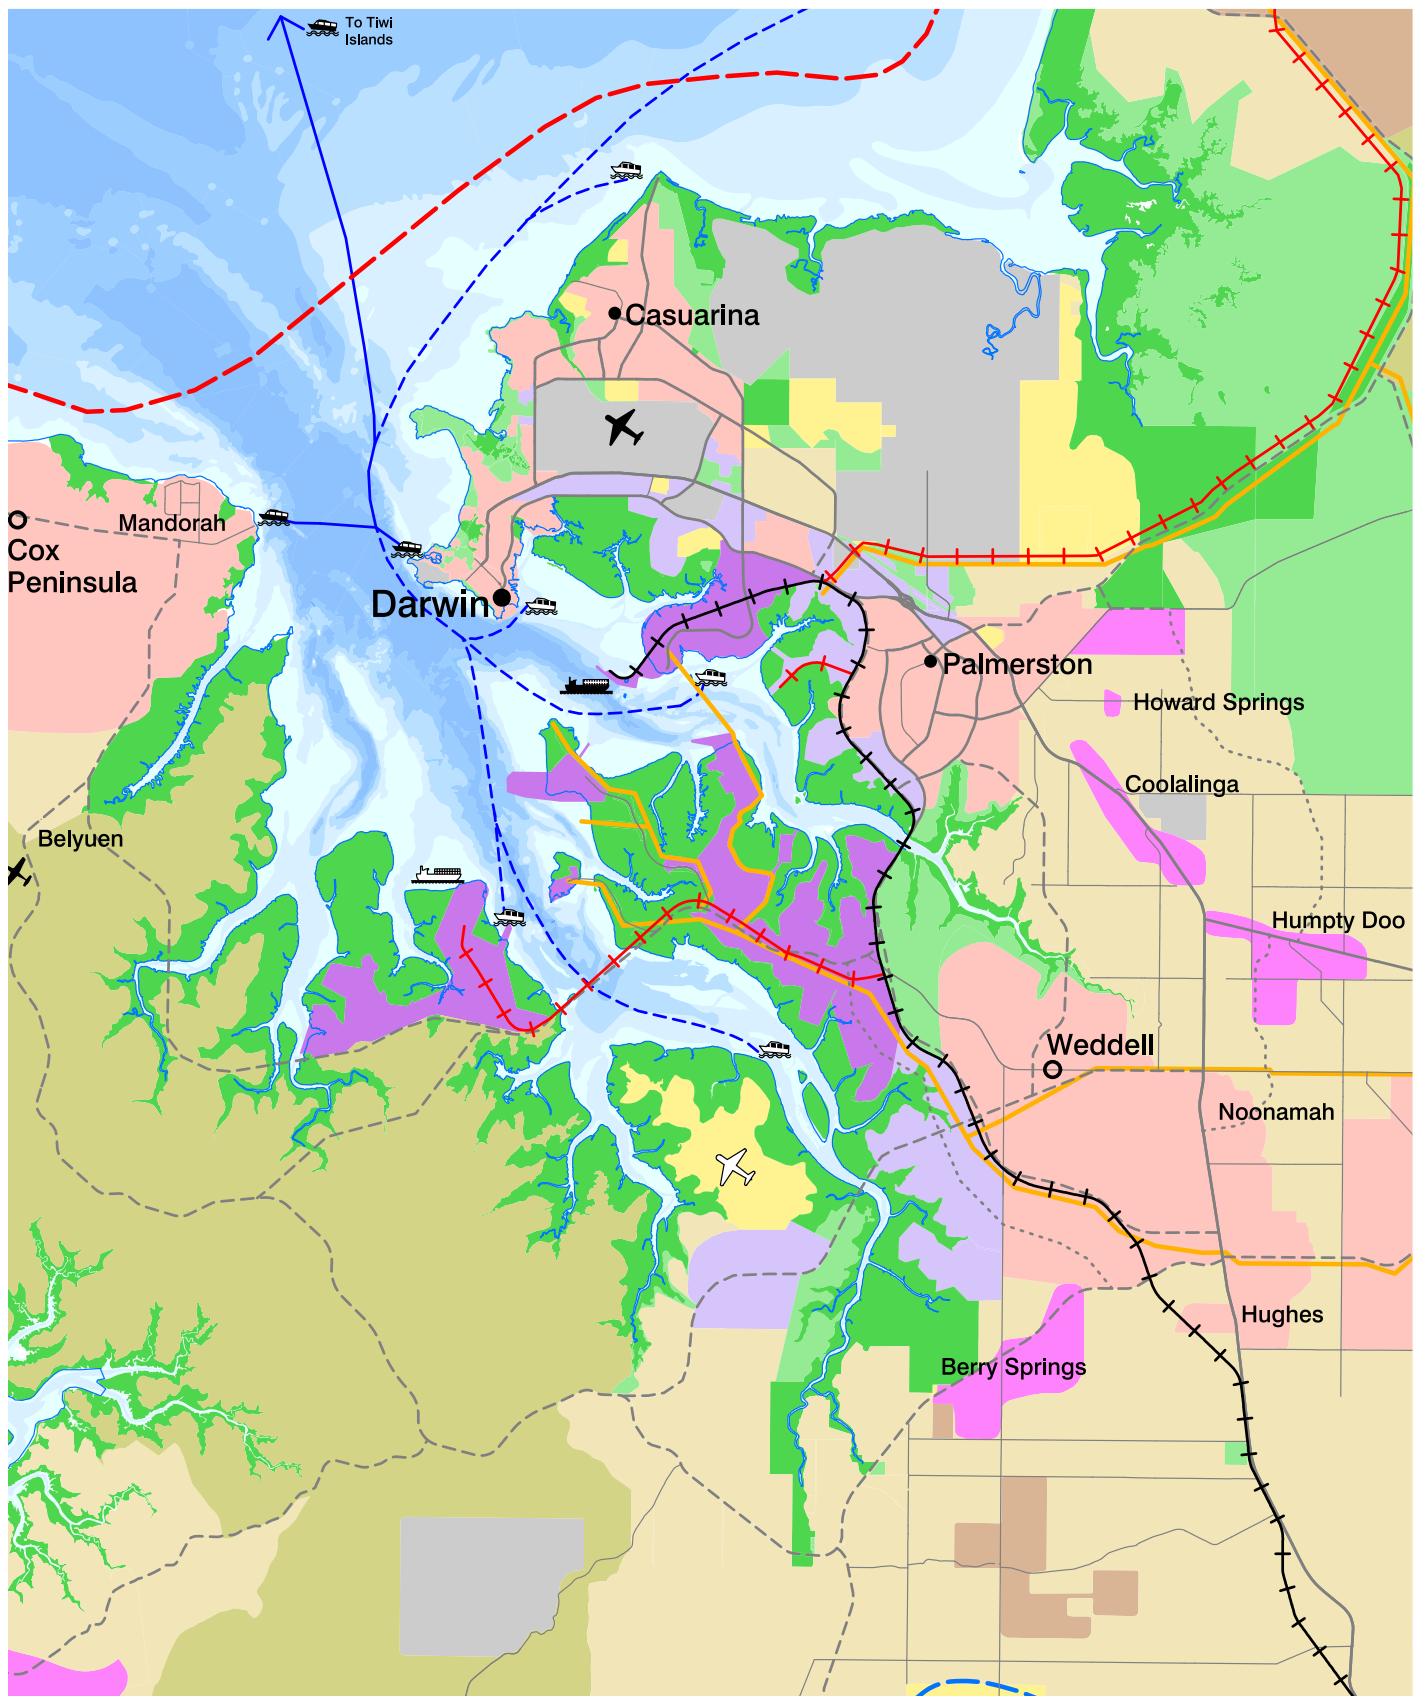 To Tiwi
Islands
Casuarina
Mandorah
Cox
Peninsula
Darwin
Palmerston
Howard Springs
Coolalinga
Belyuen
Humpty Doo
Weddell
Noonamah
Hughes
Berry Springs